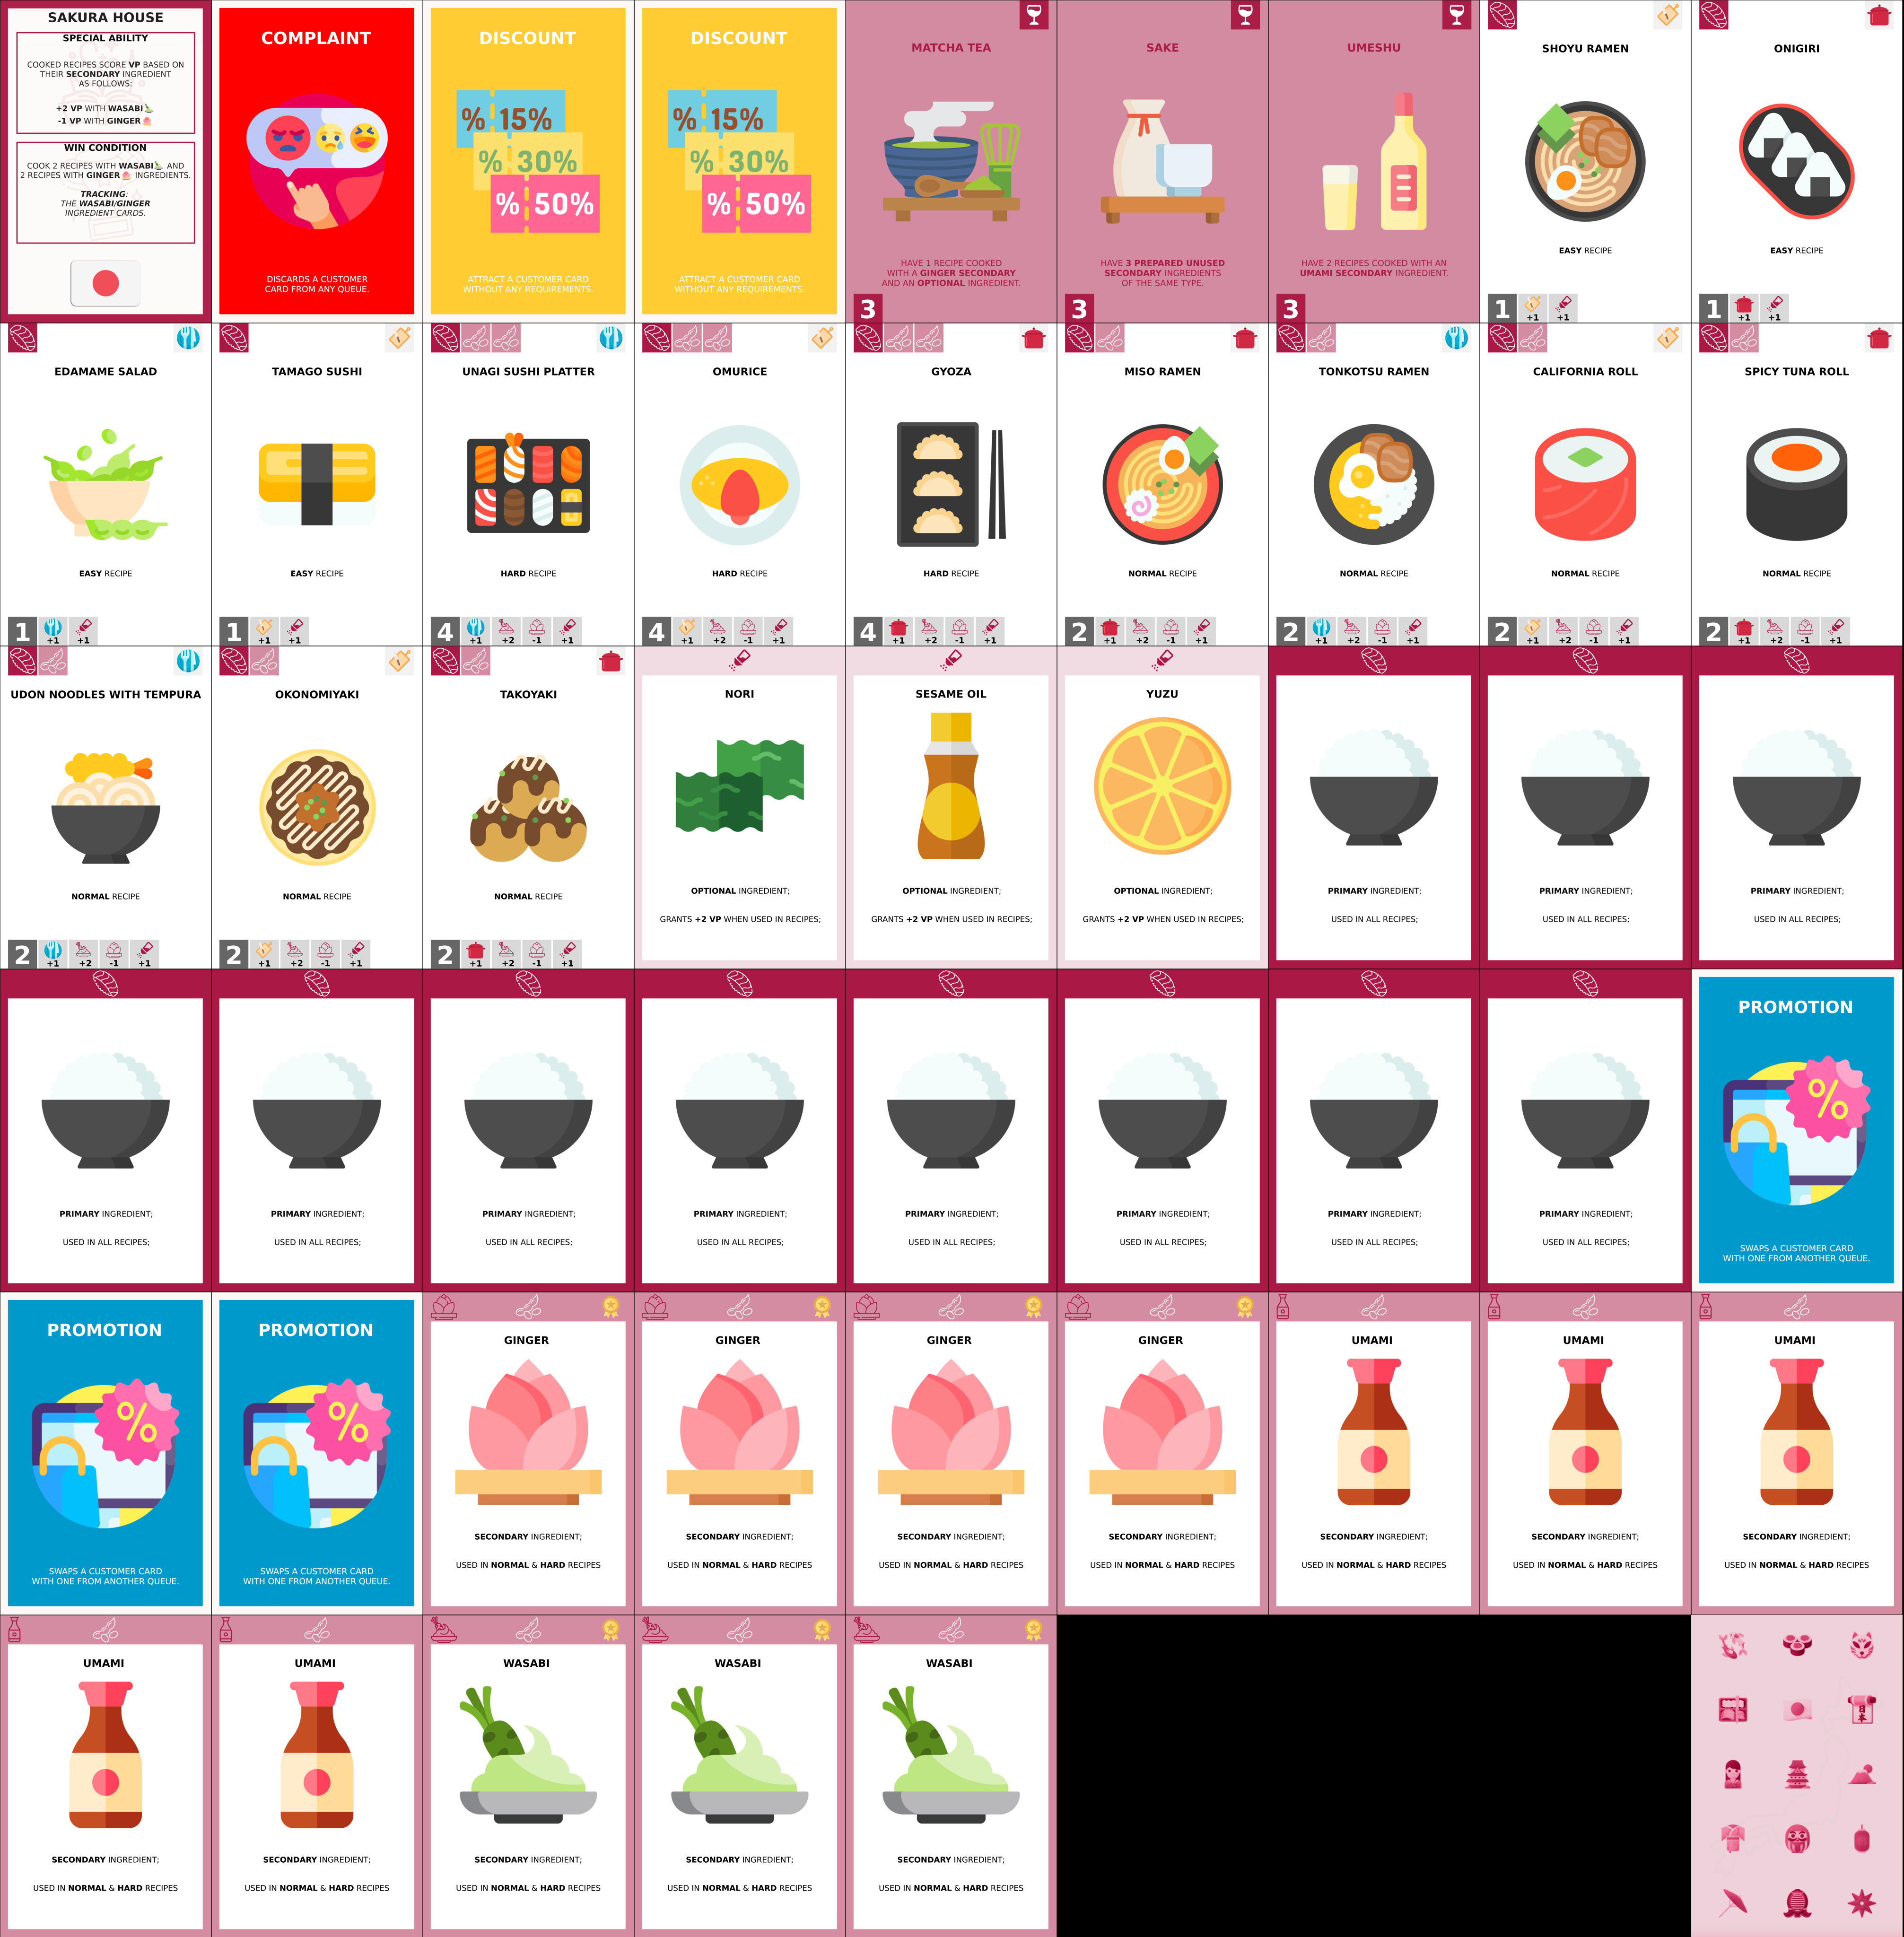 SAKURA HOUSE
SPECIAL ABILITY
COOKED RECIPES SCORE VP BASED ON
THEIR SECONDARY INGREDIENT
AS FOLLOWS:
+2 VP WITH WASABI
-1 VP WITH GINGER
WIN CONDITION
COOK 2 RECIPES WITH WASABI AND
2 RECIPES WITH GINGER INGREDIENTS.
TRACKING:
THE WASABI/GINGER
INGREDIENT CARDS.
COMPLAINT
DISCARDS A CUSTOMER
CARD FROM ANY QUEUE.
DISCOUNT
% 15%
% 30%
% 50%
ATTRACT A CUSTOMER CARD
WITHOUT ANY REQUIREMENTS.
DISCOUNT
% 15%
% 30%
% 50%
ATTRACT A CUSTOMER CARD
WITHOUT ANY REQUIREMENTS.
MATCHA TEA
HAVE 1 RECIPE COOKED
WITH A GINGER SECONDARY
AND AN OPTIONAL INGREDIENT.
3
SAKE
HAVE 3 PREPARED UNUSED
SECONDARY INGREDIENTS
OF THE SAME TYPE.
3
UMESHU
HAVE 2 RECIPES COOKED WITH AN
UMAMI SECONDARY INGREDIENT.
3
SHOYU RAMEN
EASY RECIPE
1 +1 +1
ONIGIRI
EASY RECIPE
1 +1 +1
EDAMAME SALAD
EASY RECIPE
1 +1 +1
TAMAGO SUSHI
EASY RECIPE
1 +1 +1
UNAGI SUSHI PLATTER
HARD RECIPE
4 +1 +2 -1 +1
OMURICE
HARD RECIPE
4 +1 +2 -1 +1
GYOZA
HARD RECIPE
4 +1 +2 -1 +1
MISO RAMEN
NORMAL RECIPE
2 +1 +2 -1 +1
TONKOTSU RAMEN
NORMAL RECIPE
2 +1 +2 -1 +1
CALIFORNIA ROLL
NORMAL RECIPE
2 +1 +2 -1 +1
SPICY TUNA ROLL
NORMAL RECIPE
2 +1 +2 -1 +1
UDON NOODLES WITH TEMPURA
NORMAL RECIPE
2 +1 +2 -1 +1
OKONOMIYAKI
NORMAL RECIPE
2 +1 +2 -1 +1
TAKOYAKI
NORMAL RECIPE
2 +1 +2 -1 +1
NORI
OPTIONAL INGREDIENT;
GRANTS +2 VP WHEN USED IN RECIPES;
SESAME OIL
OPTIONAL INGREDIENT;
GRANTS +2 VP WHEN USED IN RECIPES;
YUZU
OPTIONAL INGREDIENT;
GRANTS +2 VP WHEN USED IN RECIPES;
PRIMARY INGREDIENT;
USED IN ALL RECIPES;
PRIMARY INGREDIENT;
USED IN ALL RECIPES;
PRIMARY INGREDIENT;
USED IN ALL RECIPES;
PRIMARY INGREDIENT;
USED IN ALL RECIPES;
PRIMARY INGREDIENT;
USED IN ALL RECIPES;
PRIMARY INGREDIENT;
USED IN ALL RECIPES;
PRIMARY INGREDIENT;
USED IN ALL RECIPES;
PRIMARY INGREDIENT;
USED IN ALL RECIPES;
PRIMARY INGREDIENT;
USED IN ALL RECIPES;
PRIMARY INGREDIENT;
USED IN ALL RECIPES;
PRIMARY INGREDIENT;
USED IN ALL RECIPES;
PROMOTION
%
SWAPS A CUSTOMER CARD
WITH ONE FROM ANOTHER QUEUE.
PROMOTION
%
SWAPS A CUSTOMER CARD
WITH ONE FROM ANOTHER QUEUE.
PROMOTION
%
SWAPS A CUSTOMER CARD
WITH ONE FROM ANOTHER QUEUE.
GINGER
SECONDARY INGREDIENT;
USED IN NORMAL & HARD RECIPES
GINGER
SECONDARY INGREDIENT;
USED IN NORMAL & HARD RECIPES
GINGER
SECONDARY INGREDIENT;
USED IN NORMAL & HARD RECIPES
GINGER
SECONDARY INGREDIENT;
USED IN NORMAL & HARD RECIPES
UMAMI
SECONDARY INGREDIENT;
USED IN NORMAL & HARD RECIPES
UMAMI
SECONDARY INGREDIENT;
USED IN NORMAL & HARD RECIPES
UMAMI
SECONDARY INGREDIENT;
USED IN NORMAL & HARD RECIPES
UMAMI
SECONDARY INGREDIENT;
USED IN NORMAL & HARD RECIPES
UMAMI
SECONDARY INGREDIENT;
USED IN NORMAL & HARD RECIPES
WASABI
SECONDARY INGREDIENT;
USED IN NORMAL & HARD RECIPES
WASABI
SECONDARY INGREDIENT;
USED IN NORMAL & HARD RECIPES
WASABI
SECONDARY INGREDIENT;
USED IN NORMAL & HARD RECIPES
日本